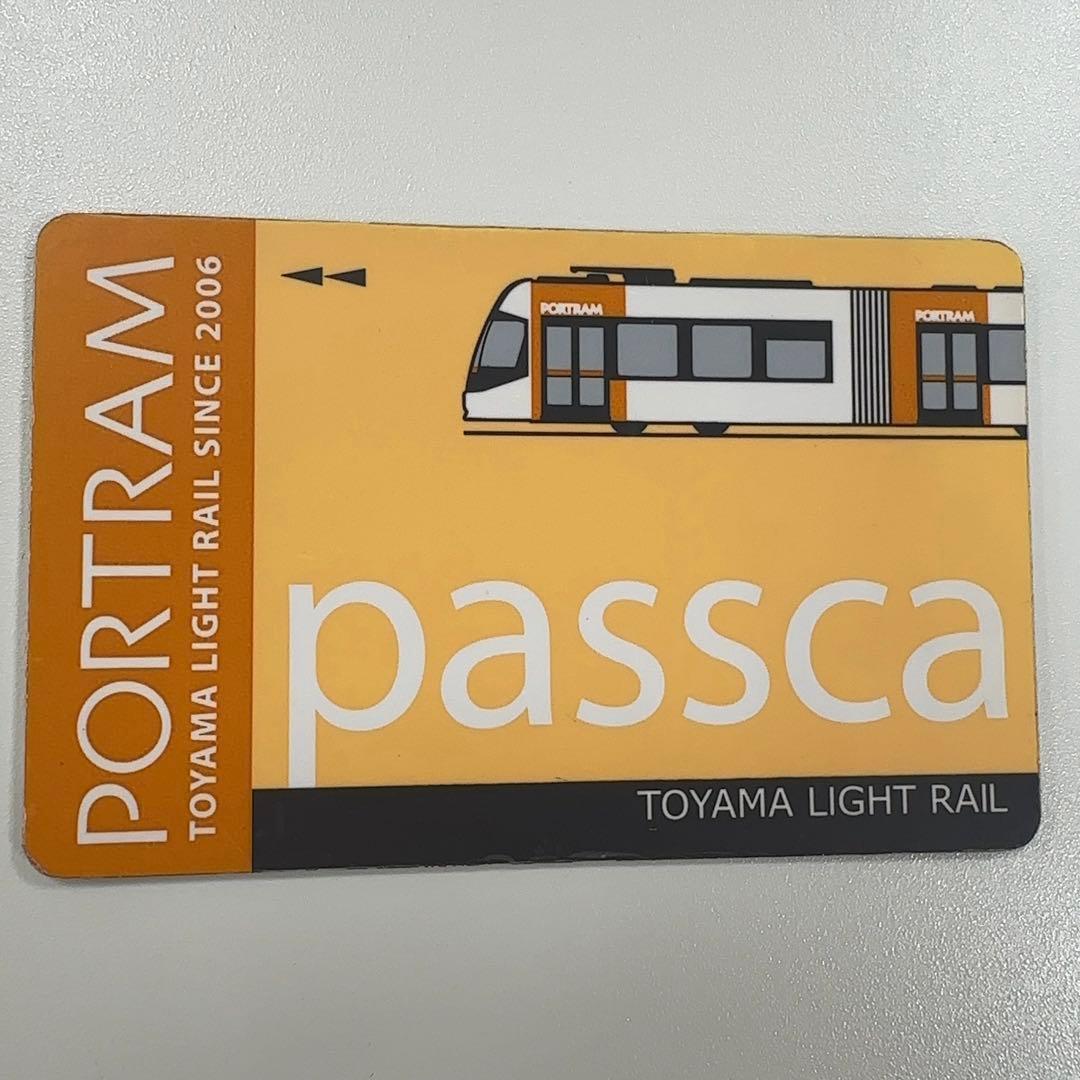 PORTRAM
TOYAMA LIGHT RAIL SINCE 2006
PORTRAM
PORTRAM
passca
TOYAMA LIGHT RAIL